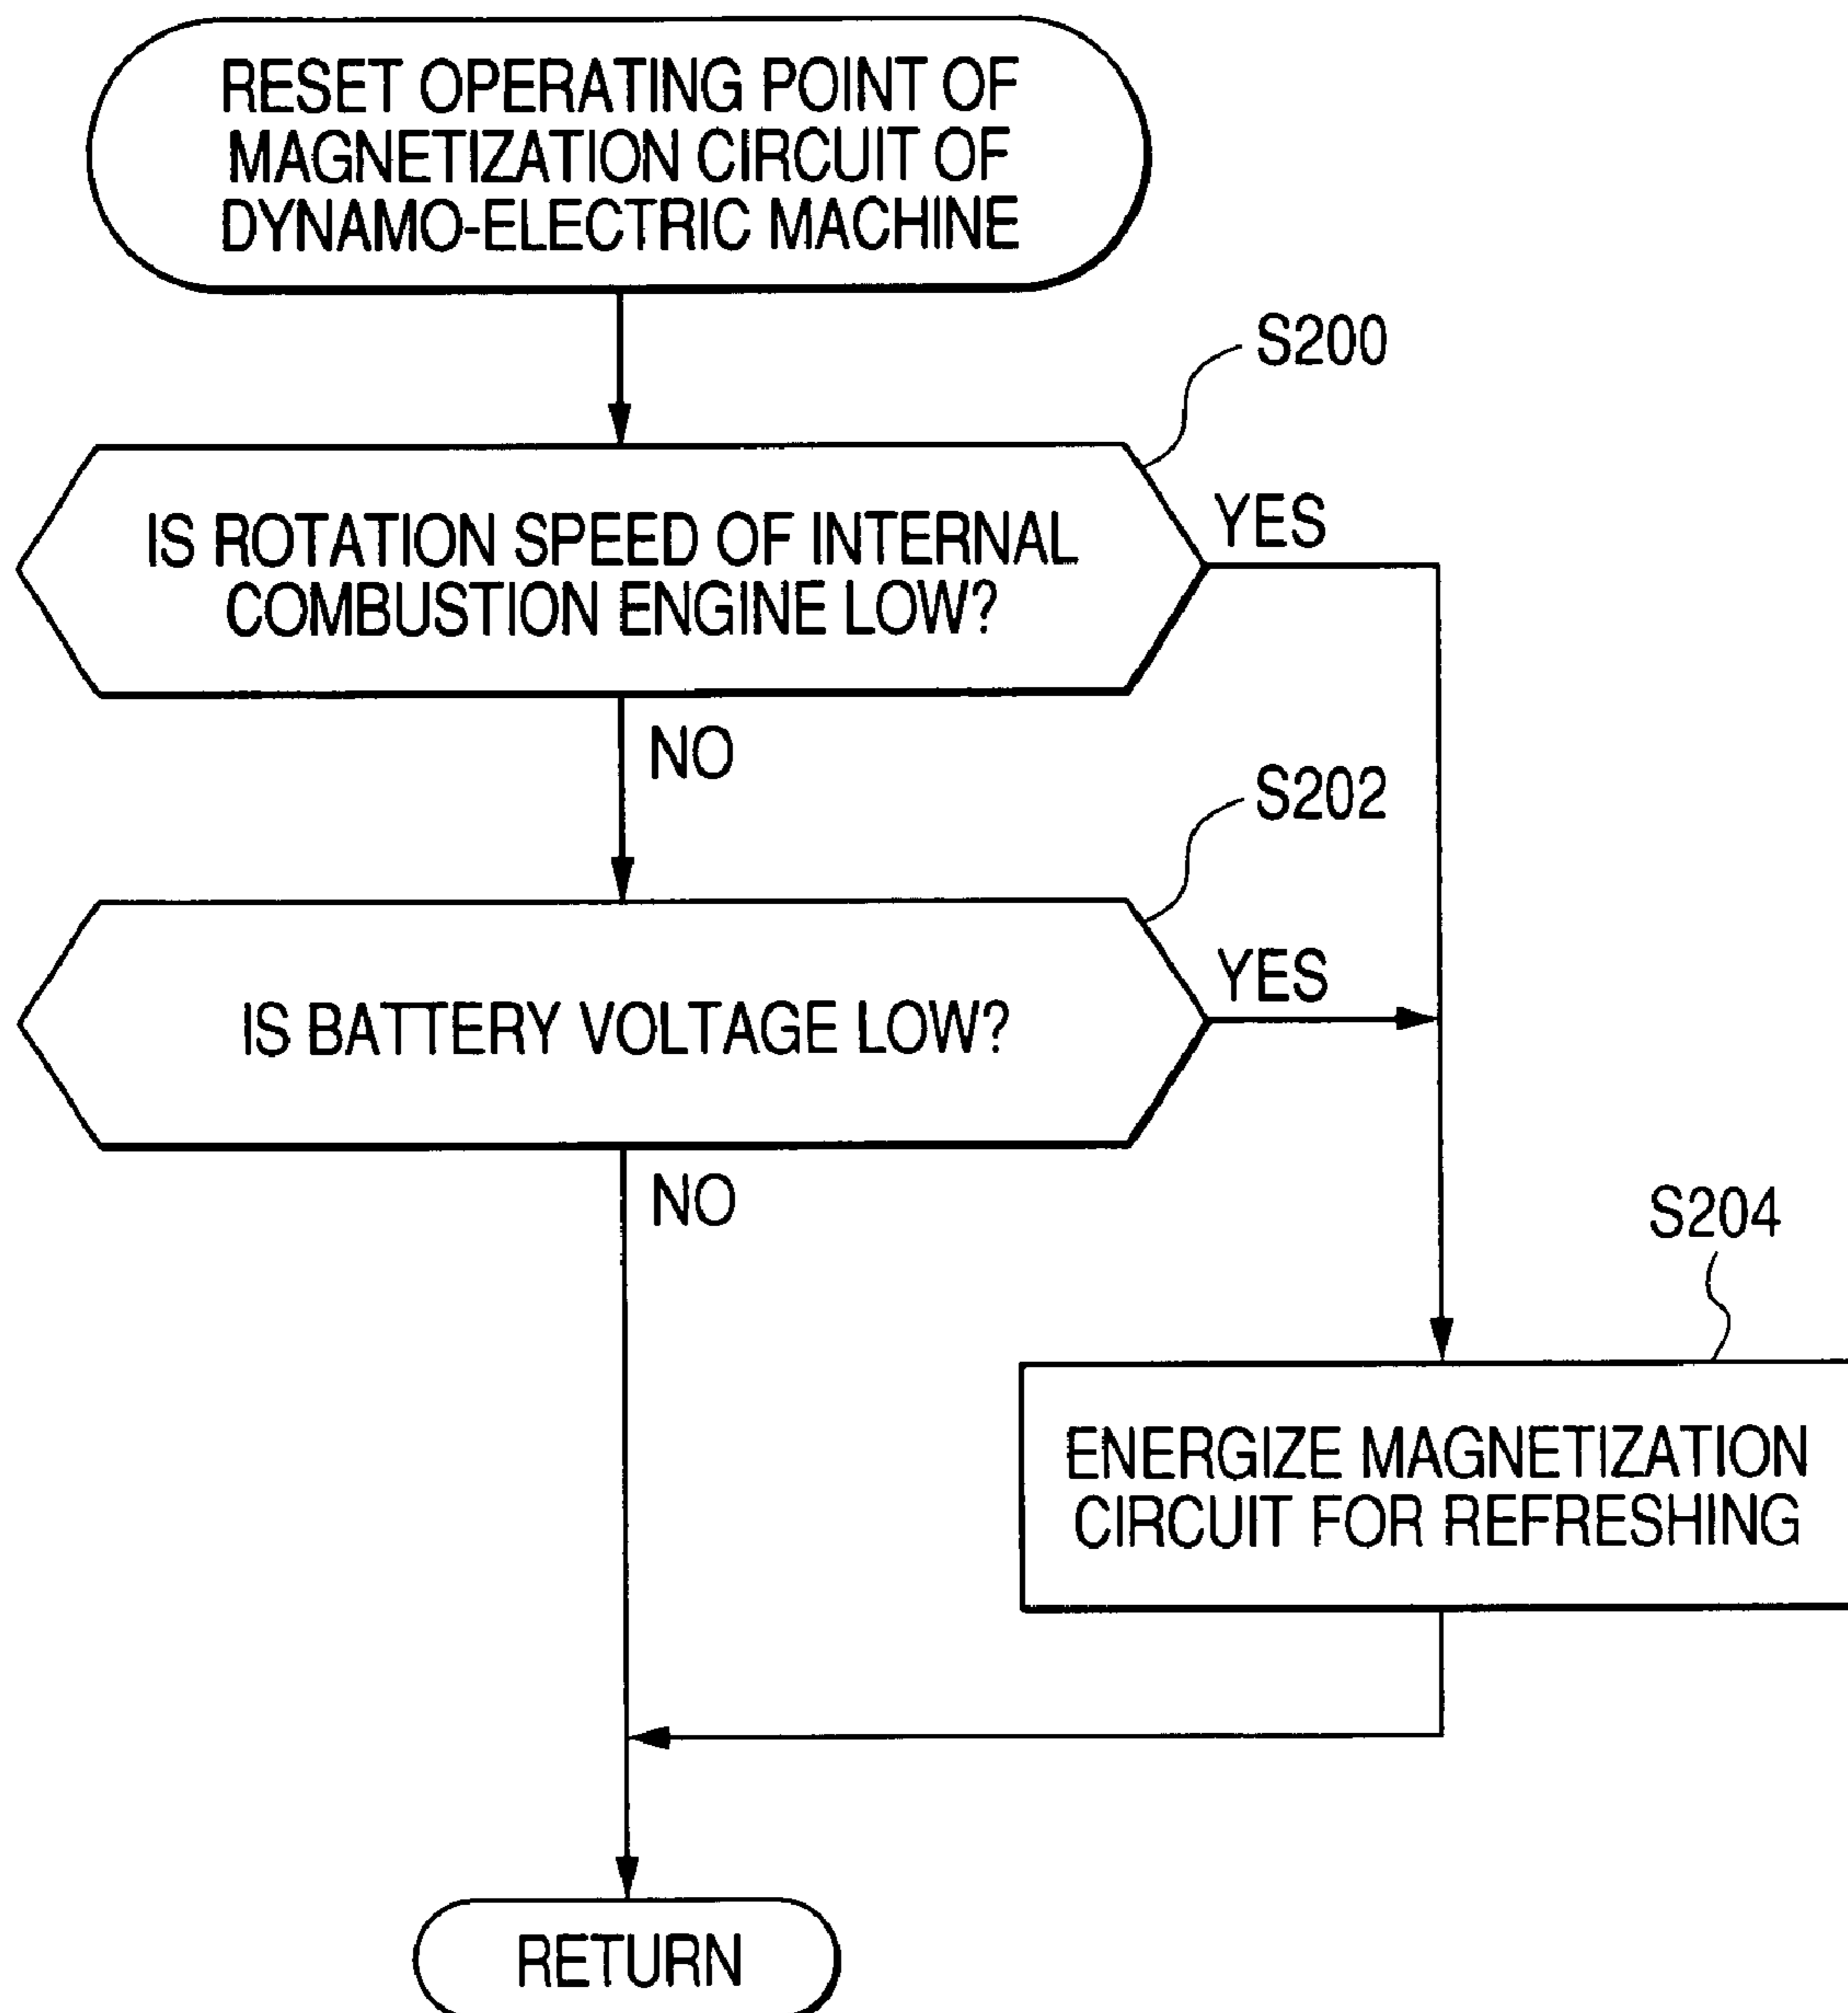 RESET OPERATING POINT OF
MAGNETIZATION CIRCUIT OF
DYNAMO-ELECTRIC MACHINE
S200
IS ROTATION SPEED OF INTERNAL
COMBUSTION ENGINE LOW?
YES
NO
S202
IS BATTERY VOLTAGE LOW?
YES
NO
S204
ENERGIZE MAGNETIZATION
CIRCUIT FOR REFRESHING
RETURN